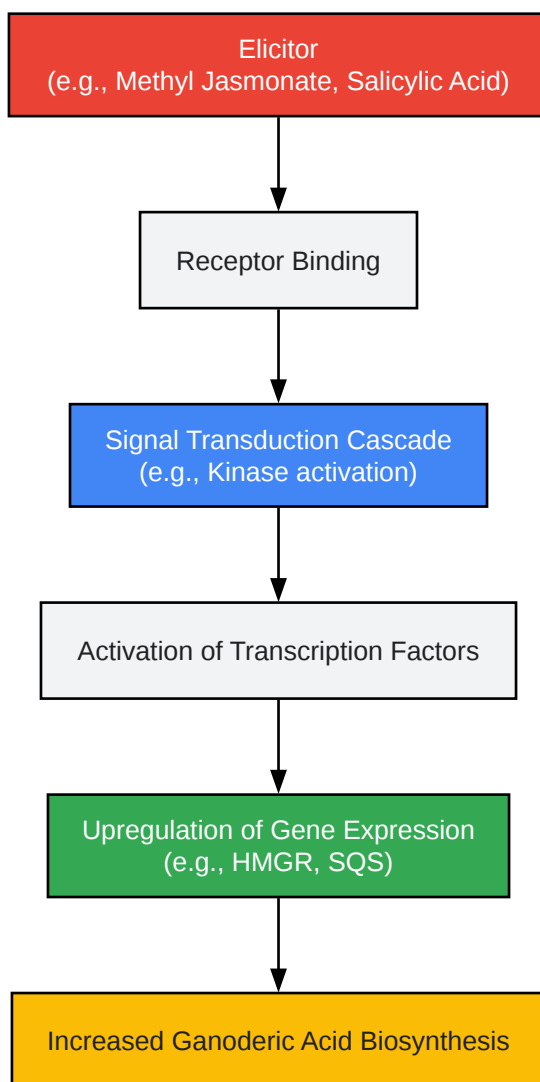 Elicitor
(e.g., Methyl Jasmonate, Salicylic Acid)
Receptor Binding
Signal Transduction Cascade
(e.g., Kinase activation)
Activation of Transcription Factors
Upregulation of Gene Expression
(e.g., HMGR, SQS)
Increased Ganoderic Acid Biosynthesis